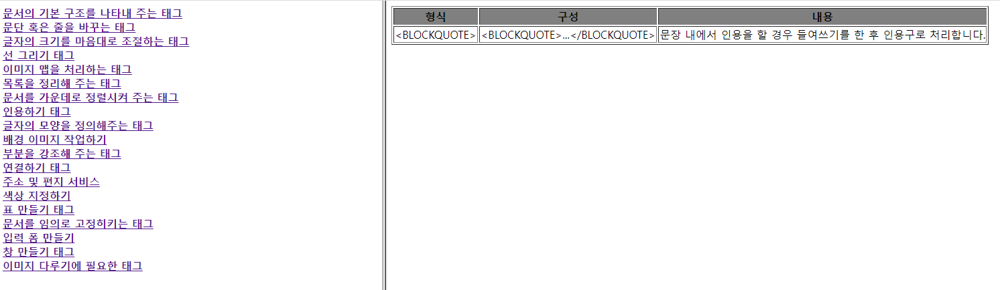 문서의 기본 구조를 나타내 주는 태그
문단 혹은 줄을 바꾸는 태그
글자의 크기를 마음대로 조절하는 태그
선 그리기 태그
이미지 맵을 처리하는 태그
목록을 정리해 주는 태그
문서를 가운데로 정렬시켜 주는 태그
인용하기 태그
글자의 모양을 정의해주는 태그
배경 이미지 작업하기
부분을 강조해 주는 태그
연결하기 태그
주소 및 편지 서비스
색상 지정하기
표 만들기 태그
문서를 임의로 고정히키는 태그
입력 폼 만들기
창 만들기 태그
이미지 다루기에 필요한 태그
형식 구성 내용
<BLOCKQUOTE> <BLOCKQUOTE>...</BLOCKQUOTE> 문장 내에서 인용을 할 경우 들여쓰기를 한 후 인용구로 처리합니다.